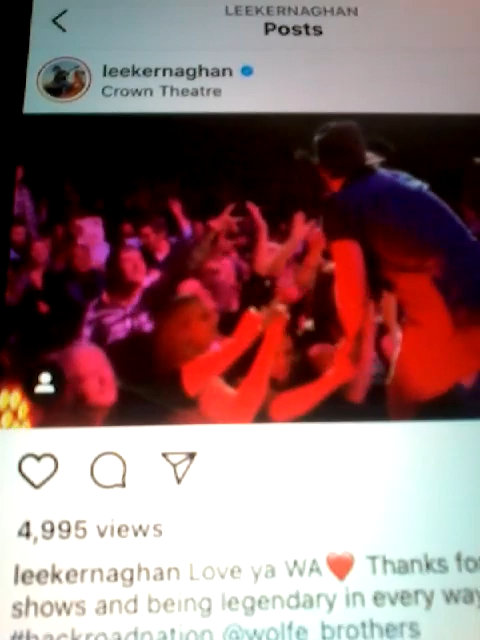 LEEKERNAGHAN
Posts
leekernaghan
Crown Theatre
4,995 views
leekernaghan Love ya WA❤️ Thanks for
shows and being legendary in every way
#backroadnation @wolfe_brothers